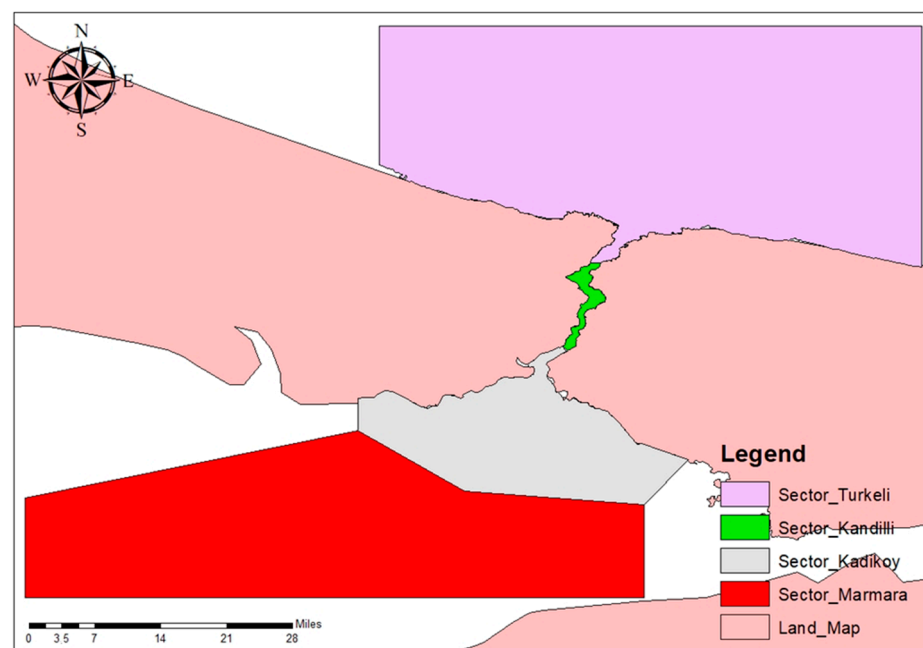 N
W E
S
Legend
Sector_Turkeli
Sector_Kandilli
Sector_Kadikoy
Sector_Marmara
Land_Map
Miles
0 3.5 7 14 21 28